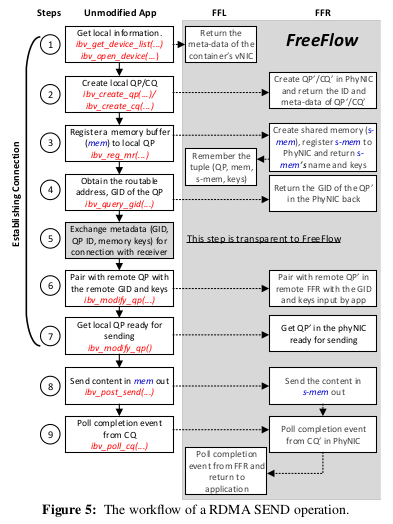 Steps
Unmodified App
FFL
FFR
FreeFlow
Establishing Connection
1
Get local information.
ibv_get_device_list(...)
ibv_open_device(...)
Return the
meta-data of the
container's vNIC
2
Create local QP/CQ
ibv_create_qp(...)/
ibv_create_cq(...)
Create QP'/CQ' in PhyNIC
and return the ID and
meta-data of QP'/CQ'
3
Register a memory buffer
(mem) to local QP
ibv_reg_mr(...)
Create shared memory (s-
mem), register s-mem to
PhyNIC and return s-
mem's name and keys
Remember the
tuple (QP, mem,
s-mem, keys)
4
Obtain the routable
address, GID of the QP
ibv_query_gid(...)
Return the GID of the QP'
in the PhyNIC back
5
Exchange metadata (GID,
QP ID, memory keys) for
connection with receiver
This step is transparent to FreeFlow
6
Pair with remote QP with
the remote GID and keys
ibv_modify_qp(...)
Pair with remote QP' in
remote FFR with the GID
and keys input by app
7
Get local QP ready for
sending
ibv_modify_qp()
Get QP' in the phyNIC
ready for sending
8
Send content in mem out
ibv_post_send(...)
Send the content in
s-mem out
9
Poll completion event
from CQ
ibv_poll_cq(...)
Poll completion event
from CQ' in PhyNIC
Poll completion
event from FFR and
return to
application
Figure 5: The workflow of a RDMA SEND operation.